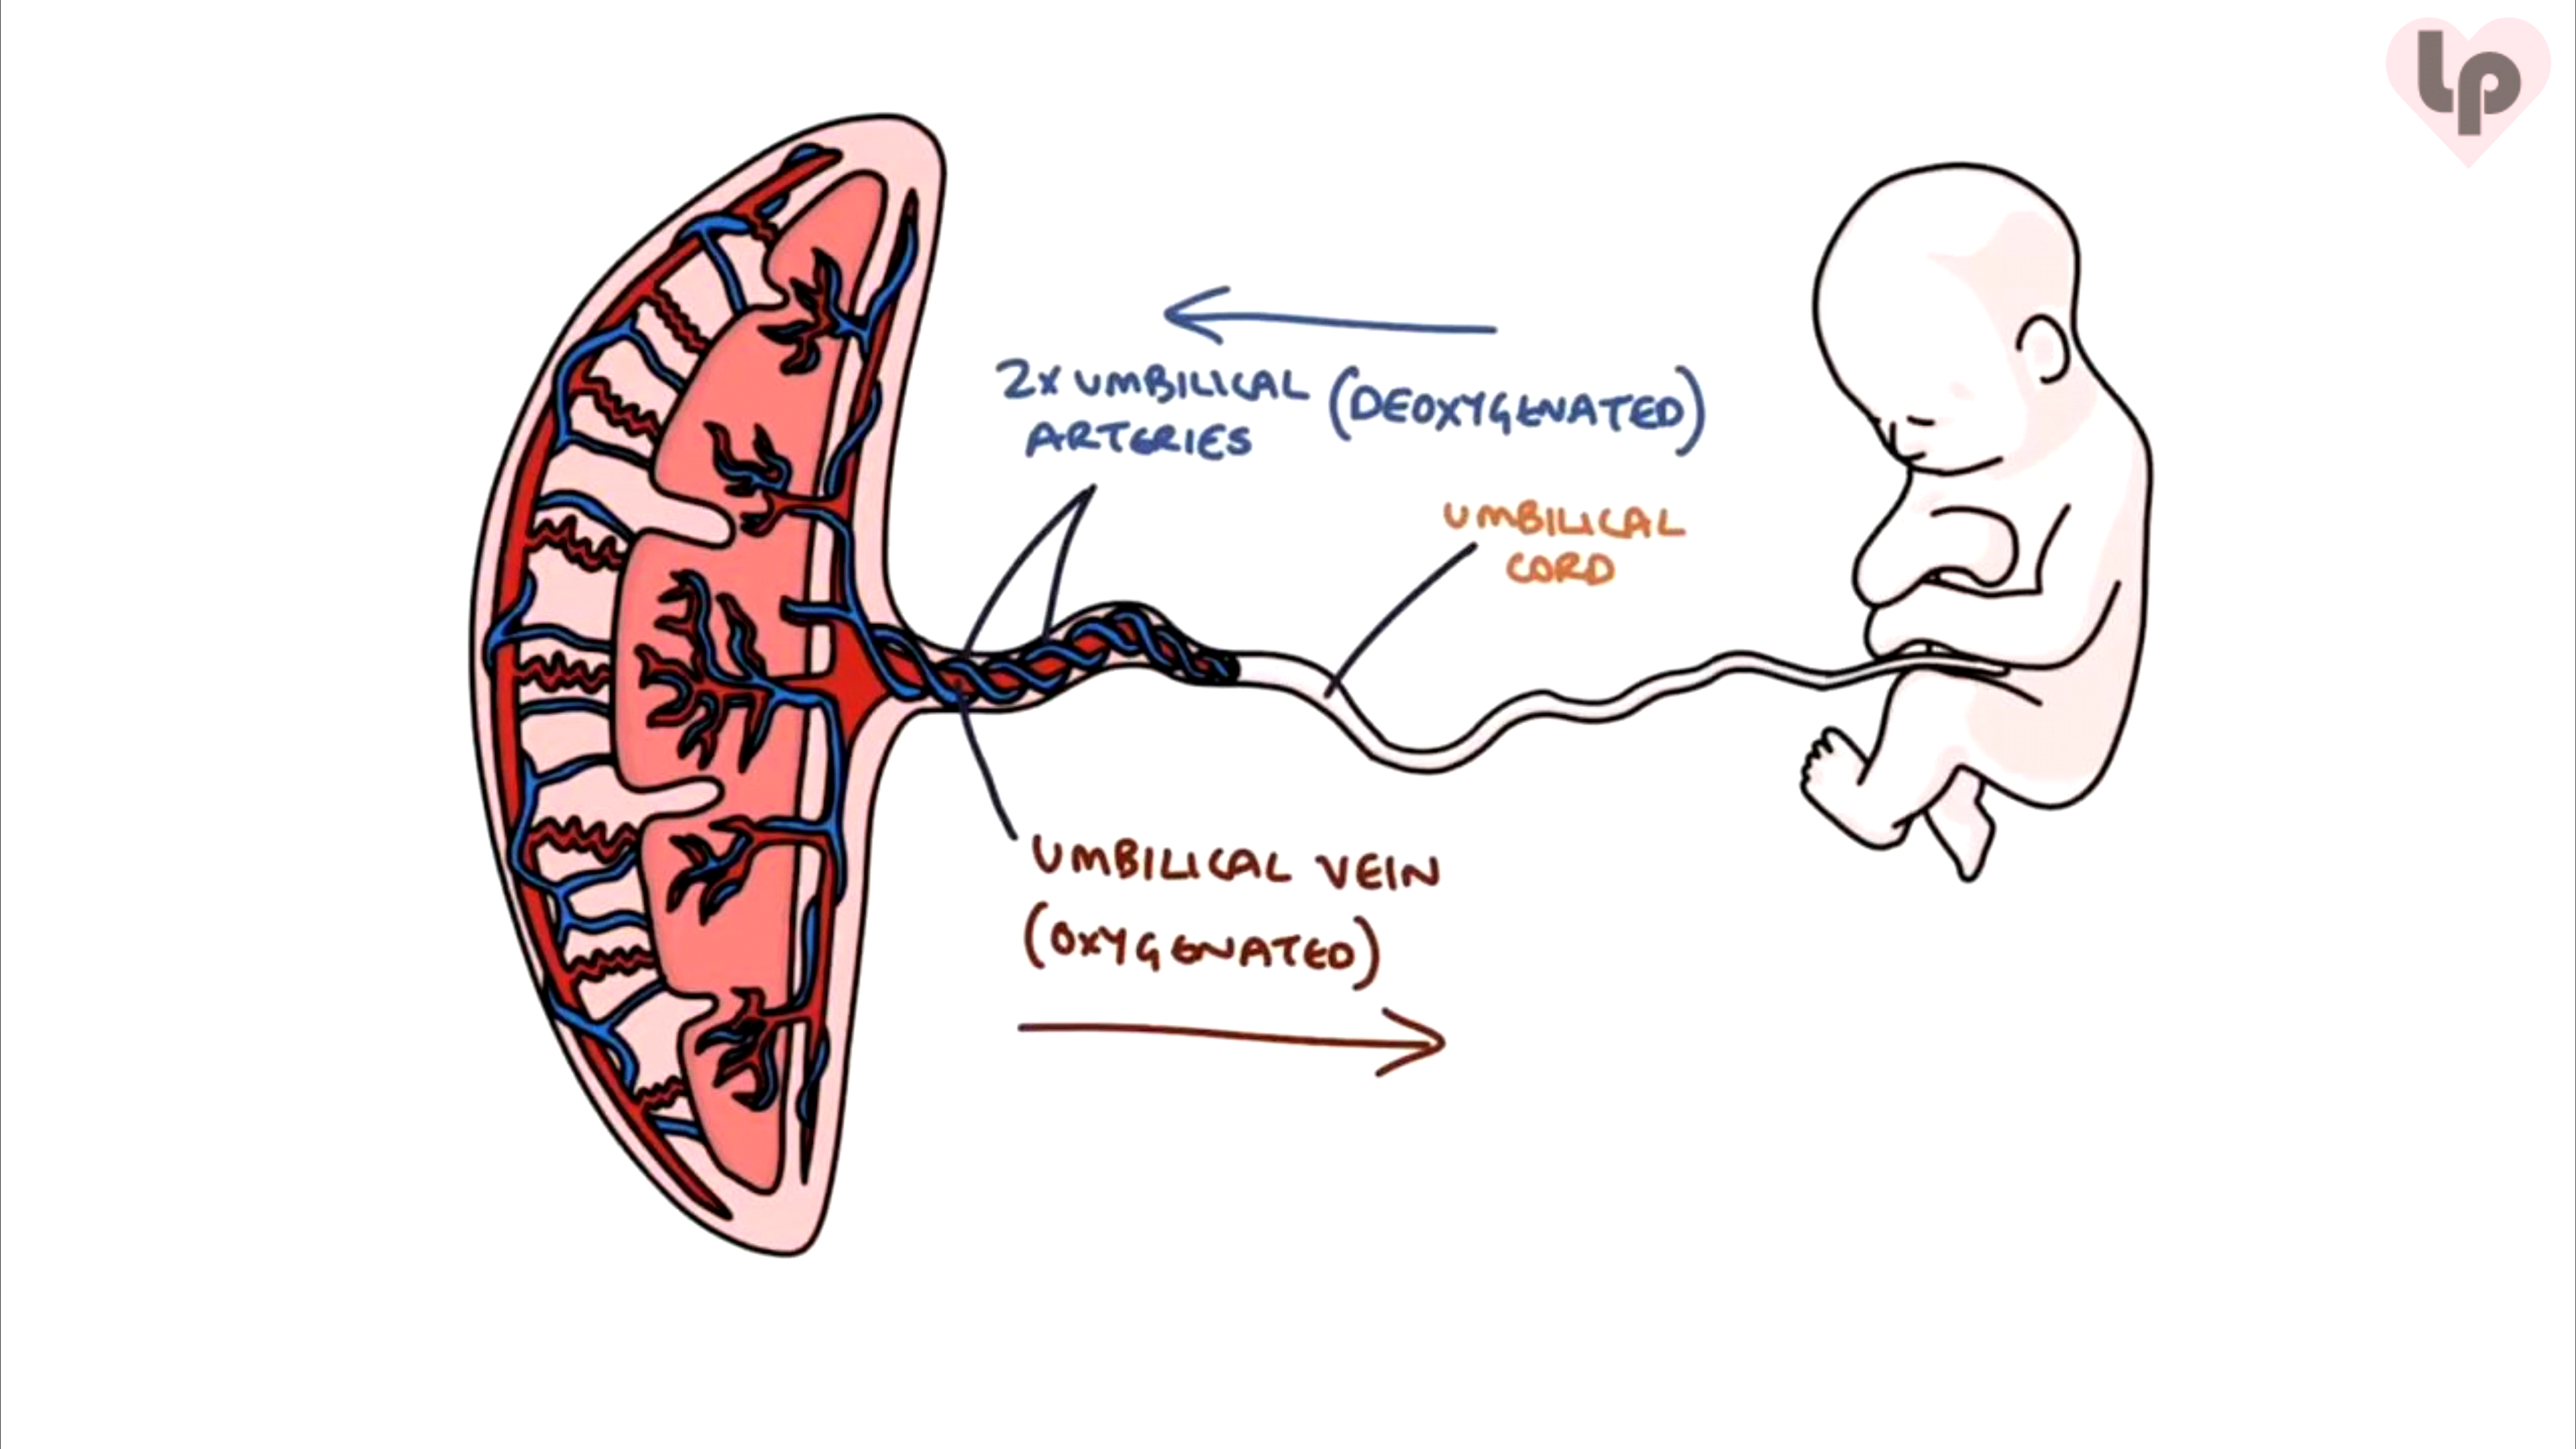 LP
2x UMBILICAL (DEOXYGENATED)
ARTERIES
UMBILICAL
CORD
UMBILICAL VEIN
(OXYGENATED)